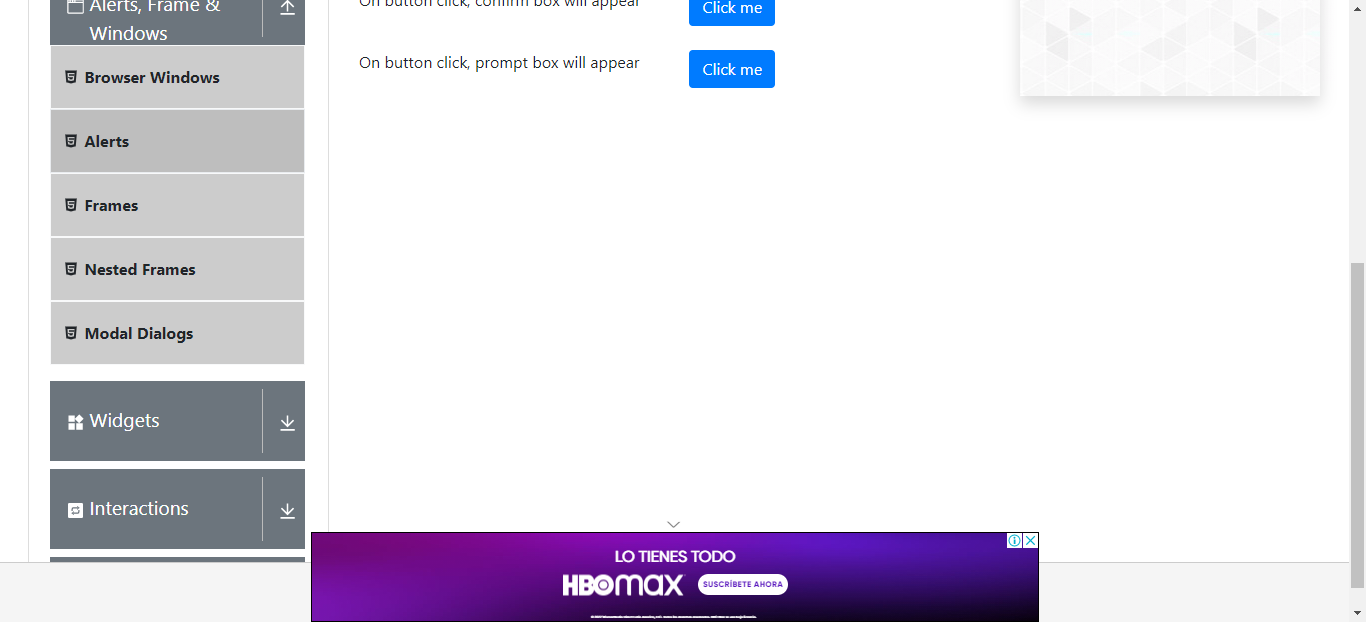 Alerts, Frame &
Windows
Browser Windows
Alerts
Frames
Nested Frames
Modal Dialogs
Widgets
Interactions
On button click, confirm box will appear
Click me
On button click, prompt box will appear
Click me
LO TIENES TODO
HBOmax
SUSCRÍBETE AHORA